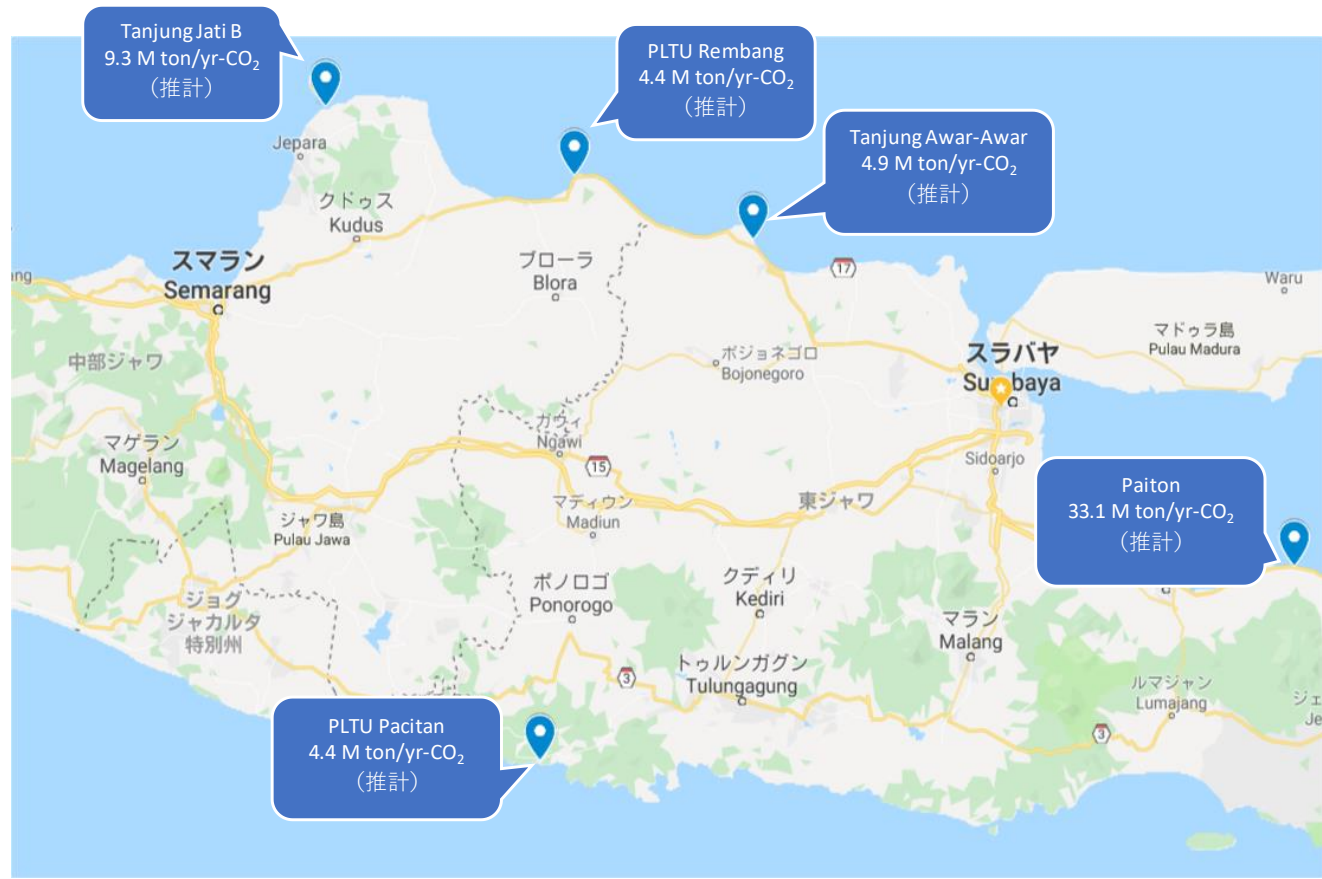 Tanjung Jati B
9.3 M ton/yr-CO₂
（推計）
PLTU Rembang
4.4 M ton/yr-CO₂
（推計）
Tanjung Awar-Awar
4.9 M ton/yr-CO₂
（推計）
Jepara
クドゥス
Kudus
スマラン
Semarang
ang
ブローラ
Blora
17
Waru
マドゥラ島
Pulau Madura
中部ジャワ
ボジョネゴロ
Bojonegoro
スラバヤ
Surabaya
マゲラン
Magelang
ガウィ
Ngawi
15
Sidoarjo
ジャワ島
Pulau Jawa
マディウン
Madiun
東ジャワ
Paiton
33.1 M ton/yr-CO₂
（推計）
ジョグ
ジャカルタ
特別州
ポノロゴ
Ponorogo
クディリ
Kediri
マラン
Malang
トゥルンガグン
Tulungagung
3
ルマジャン
Lumajang
ジェ
Je
3
PLTU Pacitan
4.4 M ton/yr-CO₂
（推計）